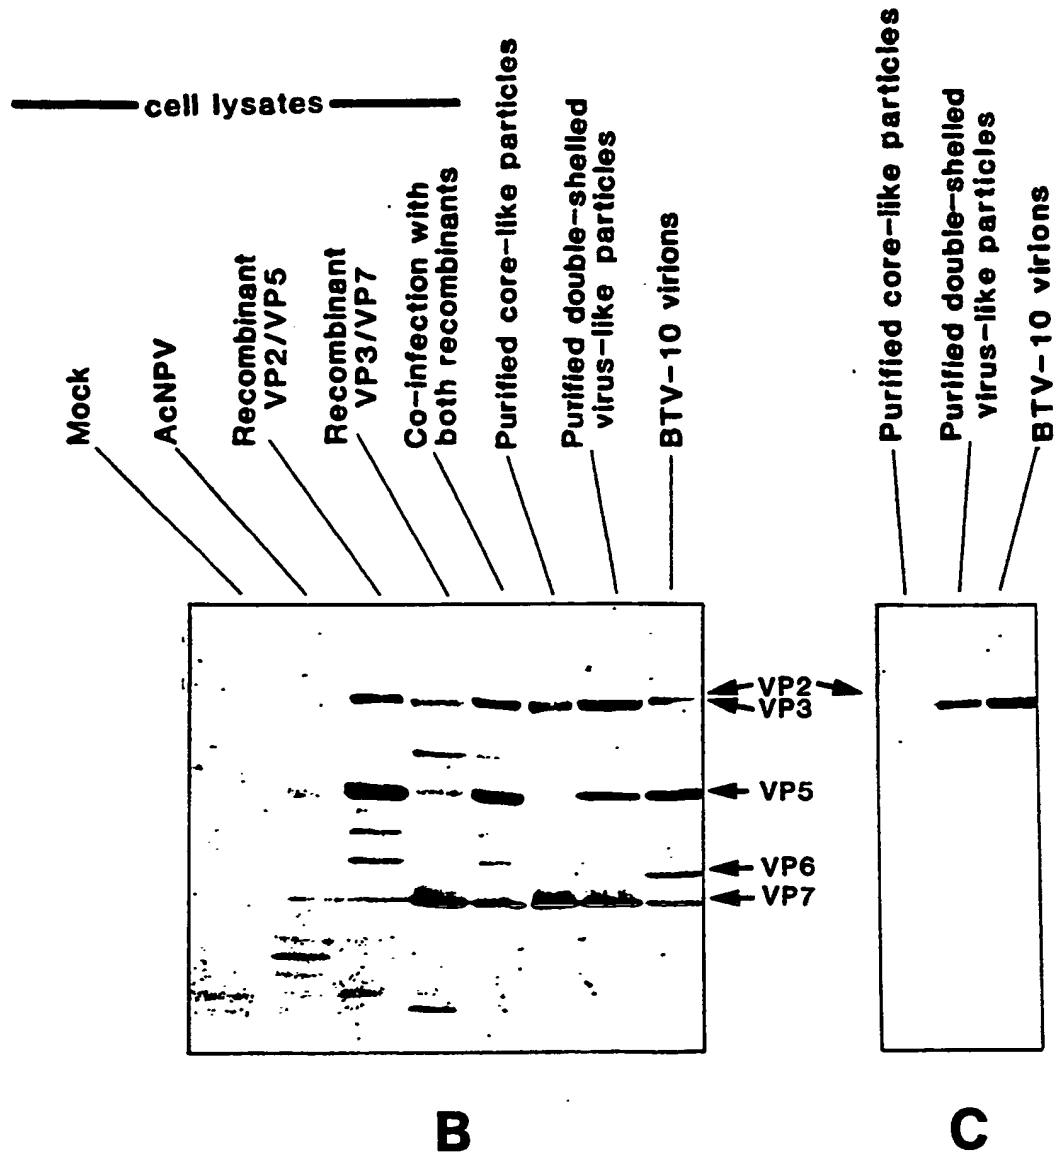 cell lysates
Mock
AcNPV
Recombinant
VP2/VP5
Recombinant
VP3/VP7
Co-infection with
both recombinants
Purified core-like particles
Purified double-shelled
virus-like particles
BTV-10 virions
Purified core-like particles
Purified double-shelled
virus-like particles
BTV-10 virions
VP2
VP3
VP5
VP6
VP7
B
C